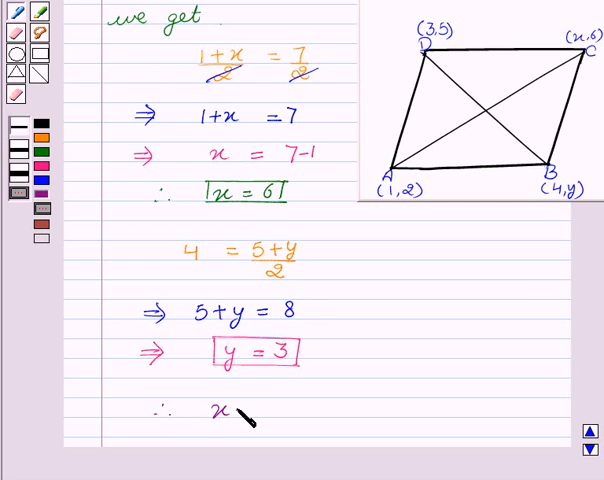 we get
(1+x)/2 = 7/2
⇒ 1+x = 7
⇒ x = 7-1
∴ x = 6
4 = (5+y)/2
⇒ 5+y = 8
⇒ y = 3
∴ x
(3,5)
D
(x,6)
C
A
(1,2)
B
(4,y)